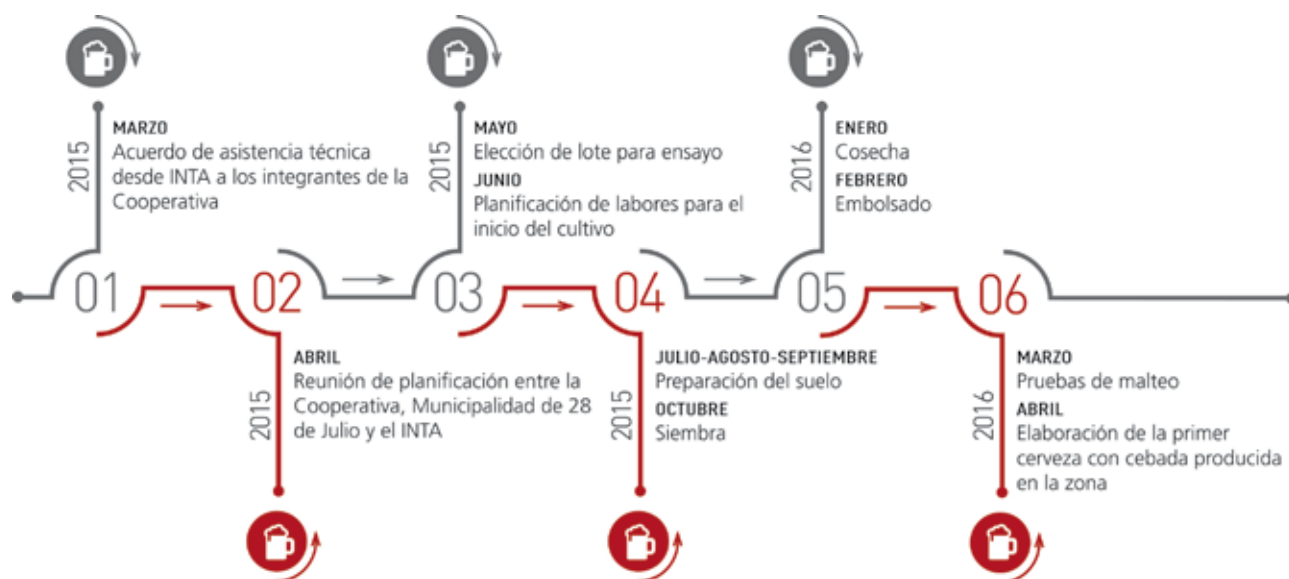 2015
MARZO
Acuerdo de asistencia técnica
desde INTA a los integrantes de la
Cooperativa
01
02
2015
ABRIL
Reunión de planificación entre la
Cooperativa, Municipalidad de 28
de Julio y el INTA
2015
MAYO
Elección de lote para ensayo
JUNIO
Planificación de labores para el
inicio del cultivo
03
04
2015
JULIO-AGOSTO-SEPTIEMBRE
Preparación del suelo
OCTUBRE
Siembra
2016
ENERO
Cosecha
FEBRERO
Embolsado
05
06
2016
MARZO
Pruebas de malteo
ABRIL
Elaboración de la primer
cerveza con cebada producida
en la zona